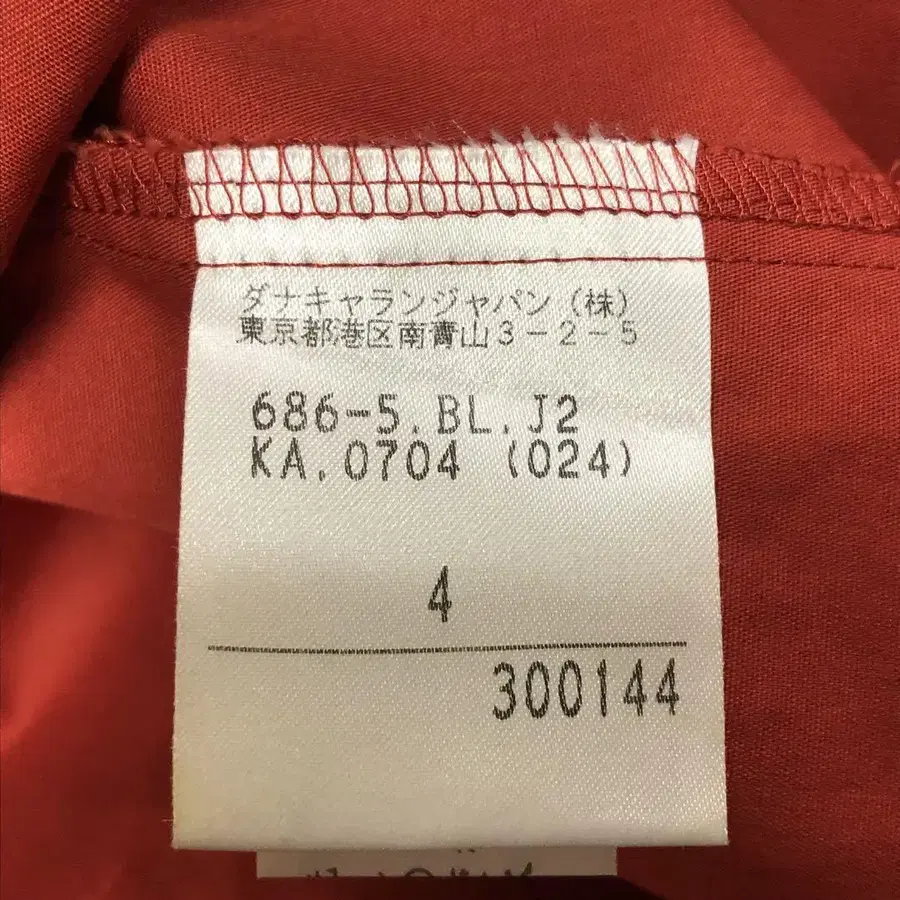 ダナキャランジャパン（株）
東京都港区南青山３－２－５
686-5.BL.J2
KA.0704 (024)
4
300144